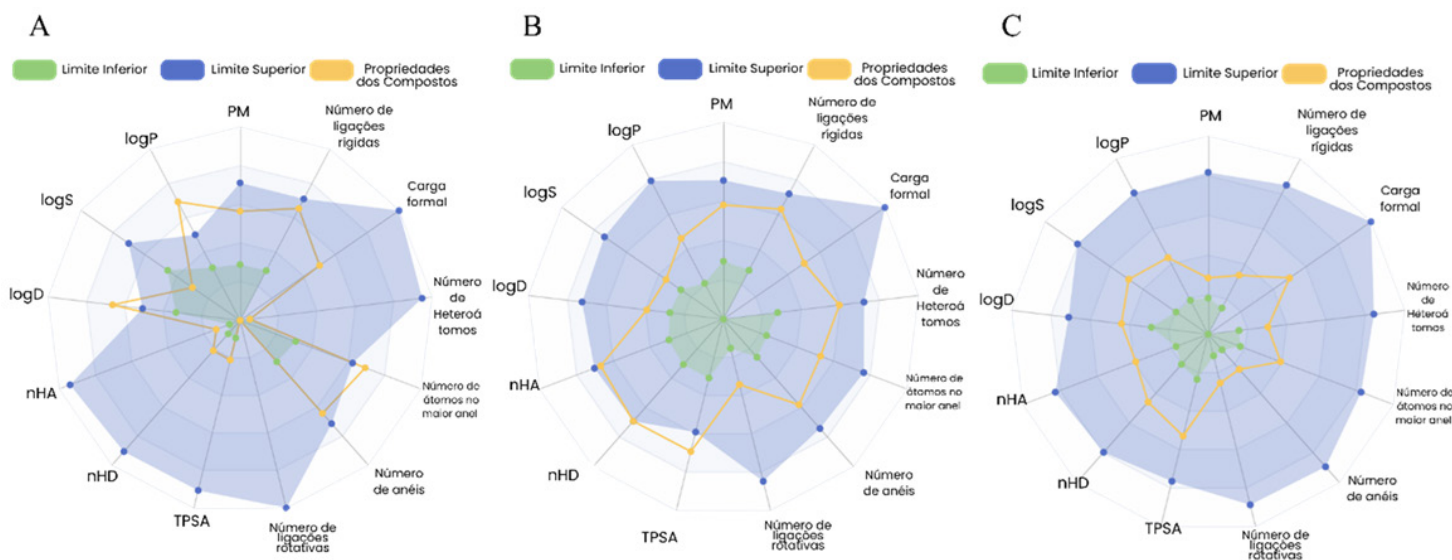 A
Limite Inferior
Limite Superior
Propriedades
dos Compostos
PM
Número de
ligações
rígidas
logP
Carga
formal
logS
Número
de
Heteroá
tomos
logD
Número de
átomos no
maior anel
nHA
Número
de anéis
nHD
TPSA
Número de ligações
rotativas
B
Limite Inferior
Limite Superior
Propriedades
dos Compostos
PM
Número de
ligações
rígidas
logP
Carga
formal
logS
Número
de
Heteroá
tomos
logD
Número de
átomos no
maior anel
nHA
Número
de anéis
nHD
TPSA
Número de
ligações
rotativas
C
Limite Inferior
Limite Superior
Propriedades
dos Compostos
PM
Número de
ligações
rígidas
logP
Carga
formal
logS
Número
de
Heteroá
tomos
logD
Número de
átomos no
maior anel
nHA
Número
de anéis
nHD
TPSA
Número de
ligações
rotativas